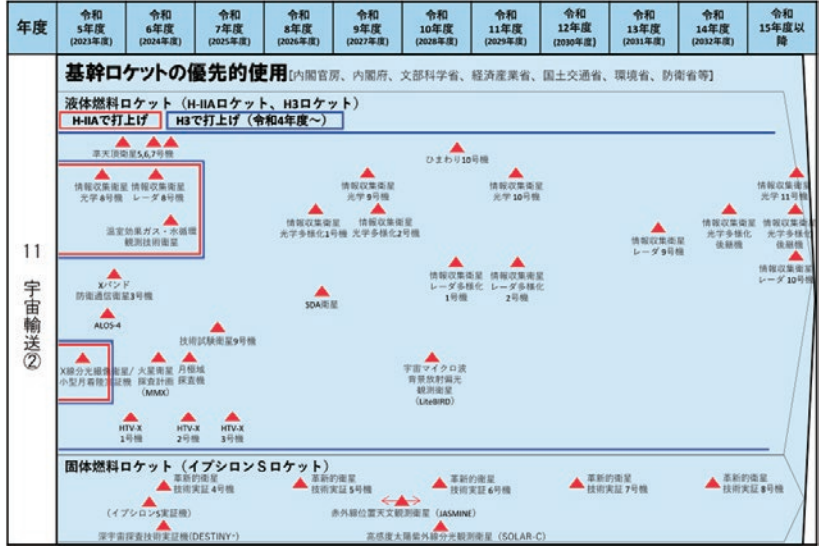 年度
令和
5年度
(2023年度)
令和
6年度
(2024年度)
令和
7年度
(2025年度)
令和
8年度
(2026年度)
令和
9年度
(2027年度)
令和
10年度
(2028年度)
令和
11年度
(2029年度)
令和
12年度
(2030年度)
令和
13年度
(2031年度)
令和
14年度
(2032年度)
令和
15年度以
降
11
宇宙輸送②
基幹ロケットの優先的使用[内閣官房、内閣府、文部科学省、経済産業省、国土交通省、環境省、防衛省等]
液体燃料ロケット（H-IIAロケット、H3ロケット）
H-IIAで打上げ
H3で打上げ（令和4年度～）
準天頂衛星5,6,7号機
ひまわり10号機
情報収集衛星
光学8号機
情報収集衛星
レーダ8号機
情報収集衛星
光学9号機
情報収集衛星
光学10号機
情報収集衛星
光学11号機
温室効果ガス・水循環
観測技術衛星
情報収集衛星
光学多様化1号機
情報収集衛星
光学多様化2号機
情報収集衛星
レーダ9号機
情報収集衛星
光学多様化
後継機
情報収集衛星
光学多様化
後継機
情報収集衛星
レーダ10号機
Xバンド
防衛通信衛星3号機
SDA衛星
情報収集衛星
レーダ多様化
1号機
情報収集衛星
レーダ多様化
2号機
ALOS-4
技術試験衛星9号機
X線分光撮像衛星/
小型月着陸実証機
火星衛星
探査計画
（MMX）
月極域
探査機
宇宙マイクロ波
背景放射偏光
観測衛星
(LiteBIRD)
HTV-X
1号機
HTV-X
2号機
HTV-X
3号機
固体燃料ロケット（イプシロンＳロケット）
革新的衛星
技術実証4号機
革新的衛星
技術実証5号機
革新的衛星
技術実証6号機
革新的衛星
技術実証7号機
革新的衛星
技術実証8号機
（イプシロンS実証機）
赤外線位置天文観測衛星（JASMINE）
深宇宙探査技術実証機(DESTINY⁺)
高感度太陽紫外線分光観測衛星（SOLAR-C）